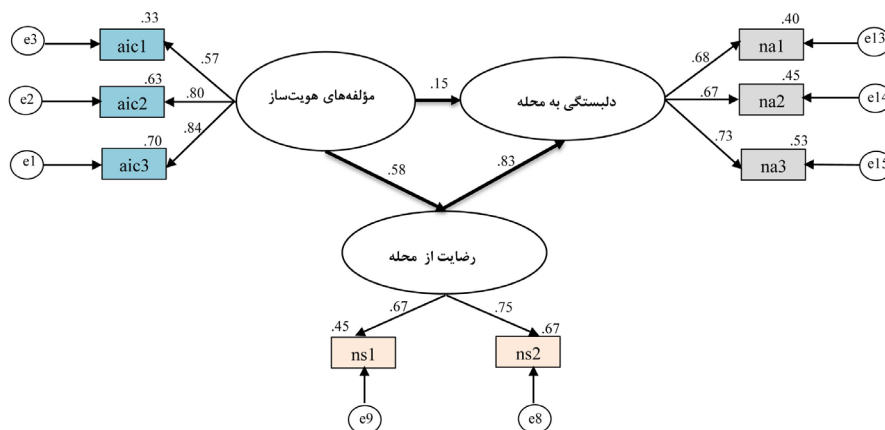 .33
.40
e3
aic1
.57
.68
na1
e13
.63
.45
مؤلفه‌های هویت‌ساز
.15
دلبستگی به محله
e2
aic2
.80
.67
na2
e14
.84
.70
.73
.53
e1
aic3
na3
e15
.58
.83
رضایت از محله
.67
.75
.45
.67
ns1
ns2
e9
e8